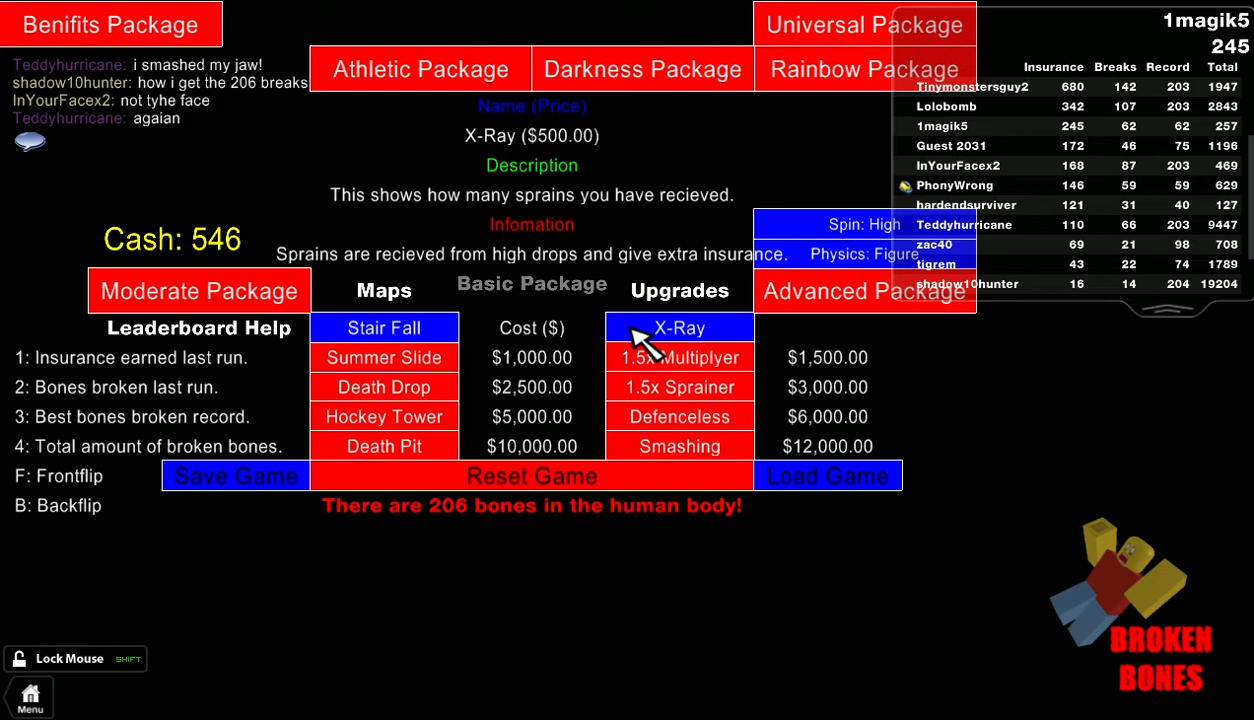 Benifits Package
Universal Package
1magik5
245
Teddyhurricane: i smashed my jaw!
shadow10hunter: how i get the 206 breaks
InYourFacex2: not tyhe face
Teddyhurricane: agaian
Athletic Package
Darkness Package
Rainbow Package
Insurance Breaks Record Total
Tinymonstersguy2 680 142 203 1947
Lolobomb 342 107 203 2843
1magik5 245 62 62 257
Guest 2031 172 46 75 1196
InYourFacex2 168 87 203 469
PhonyWrong 146 59 59 629
hardendsurviver 121 31 40 127
Teddyhurricane 110 66 203 9447
zac40 69 21 98 708
tigrem 43 22 74 1789
shadow10hunter 16 14 204 19204
Name (Price)
X-Ray ($500.00)
Description
This shows how many sprains you have recieved.
Infomation
Sprains are recieved from high drops and give extra insurance.
Cash: 546
Spin: High
Physics: Figure
Moderate Package
Maps
Basic Package
Upgrades
Advanced Package
Leaderboard Help
Stair Fall Cost ($) X-Ray
1: Insurance earned last run.
Summer Slide $1,000.00 1.5x Multiplyer $1,500.00
2: Bones broken last run.
Death Drop $2,500.00 1.5x Sprainer $3,000.00
3: Best bones broken record.
Hockey Tower $5,000.00 Defenceless $6,000.00
4: Total amount of broken bones.
Death Pit $10,000.00 Smashing $12,000.00
F: Frontflip
Save Game Reset Game Load Game
B: Backflip
There are 206 bones in the human body!
Lock Mouse SHIFT
Menu
BROKEN
BONES